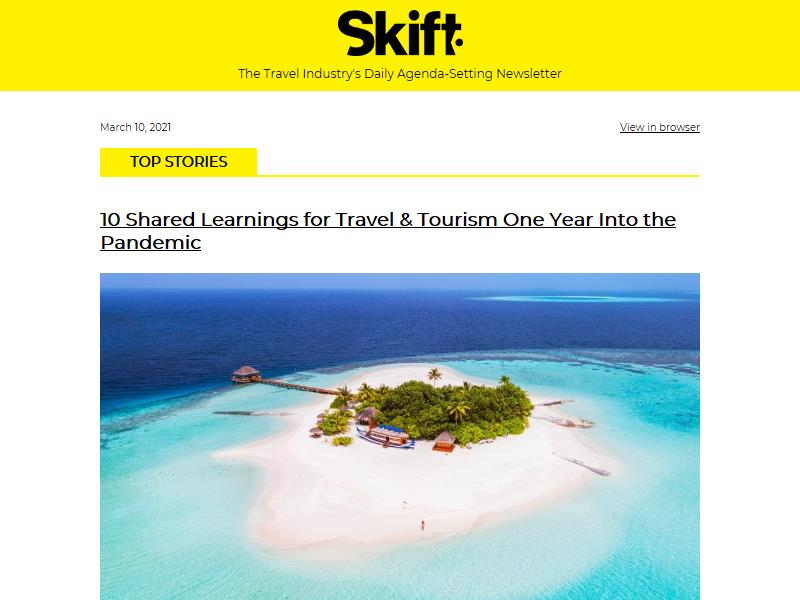 Skift.
The Travel Industry's Daily Agenda-Setting Newsletter
March 10, 2021
View in browser
TOP STORIES
10 Shared Learnings for Travel & Tourism One Year Into the
Pandemic